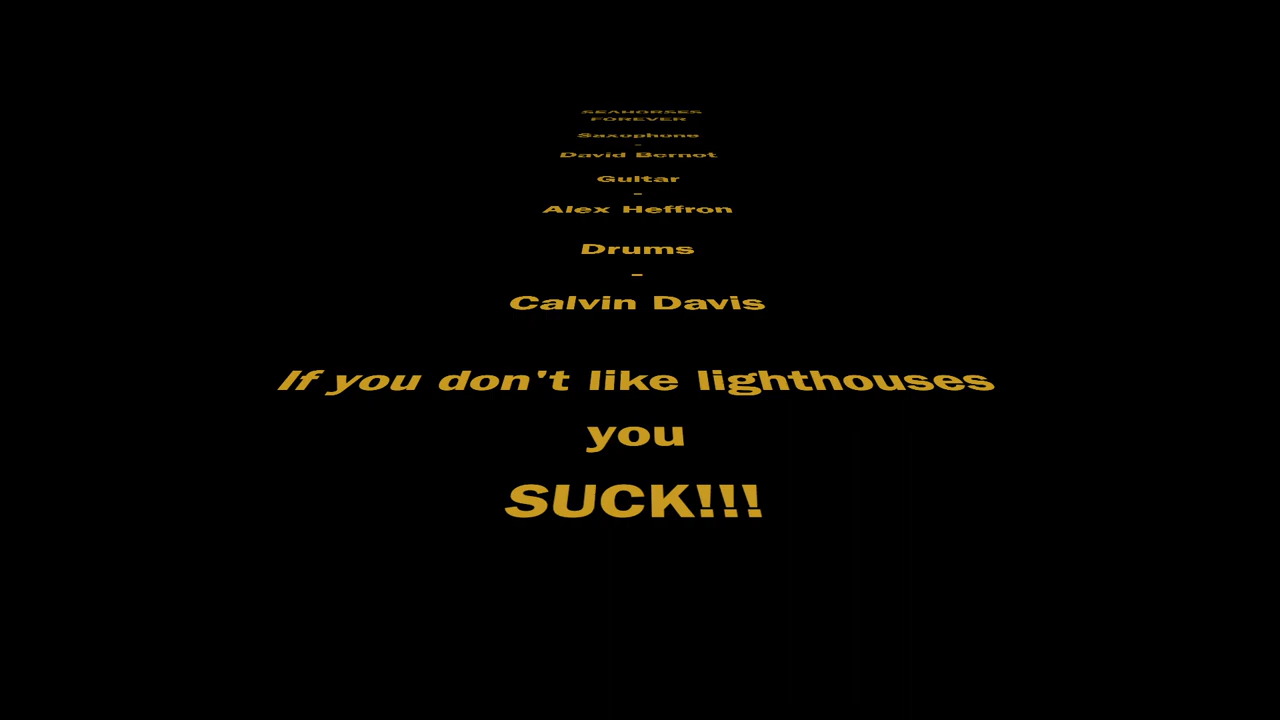 SEAHORSES
FOREVER
Saxophone
-
David Bernot
Guitar
-
Alex Heffron
Drums
-
Calvin Davis
If you don't like lighthouses
you
SUCK!!!